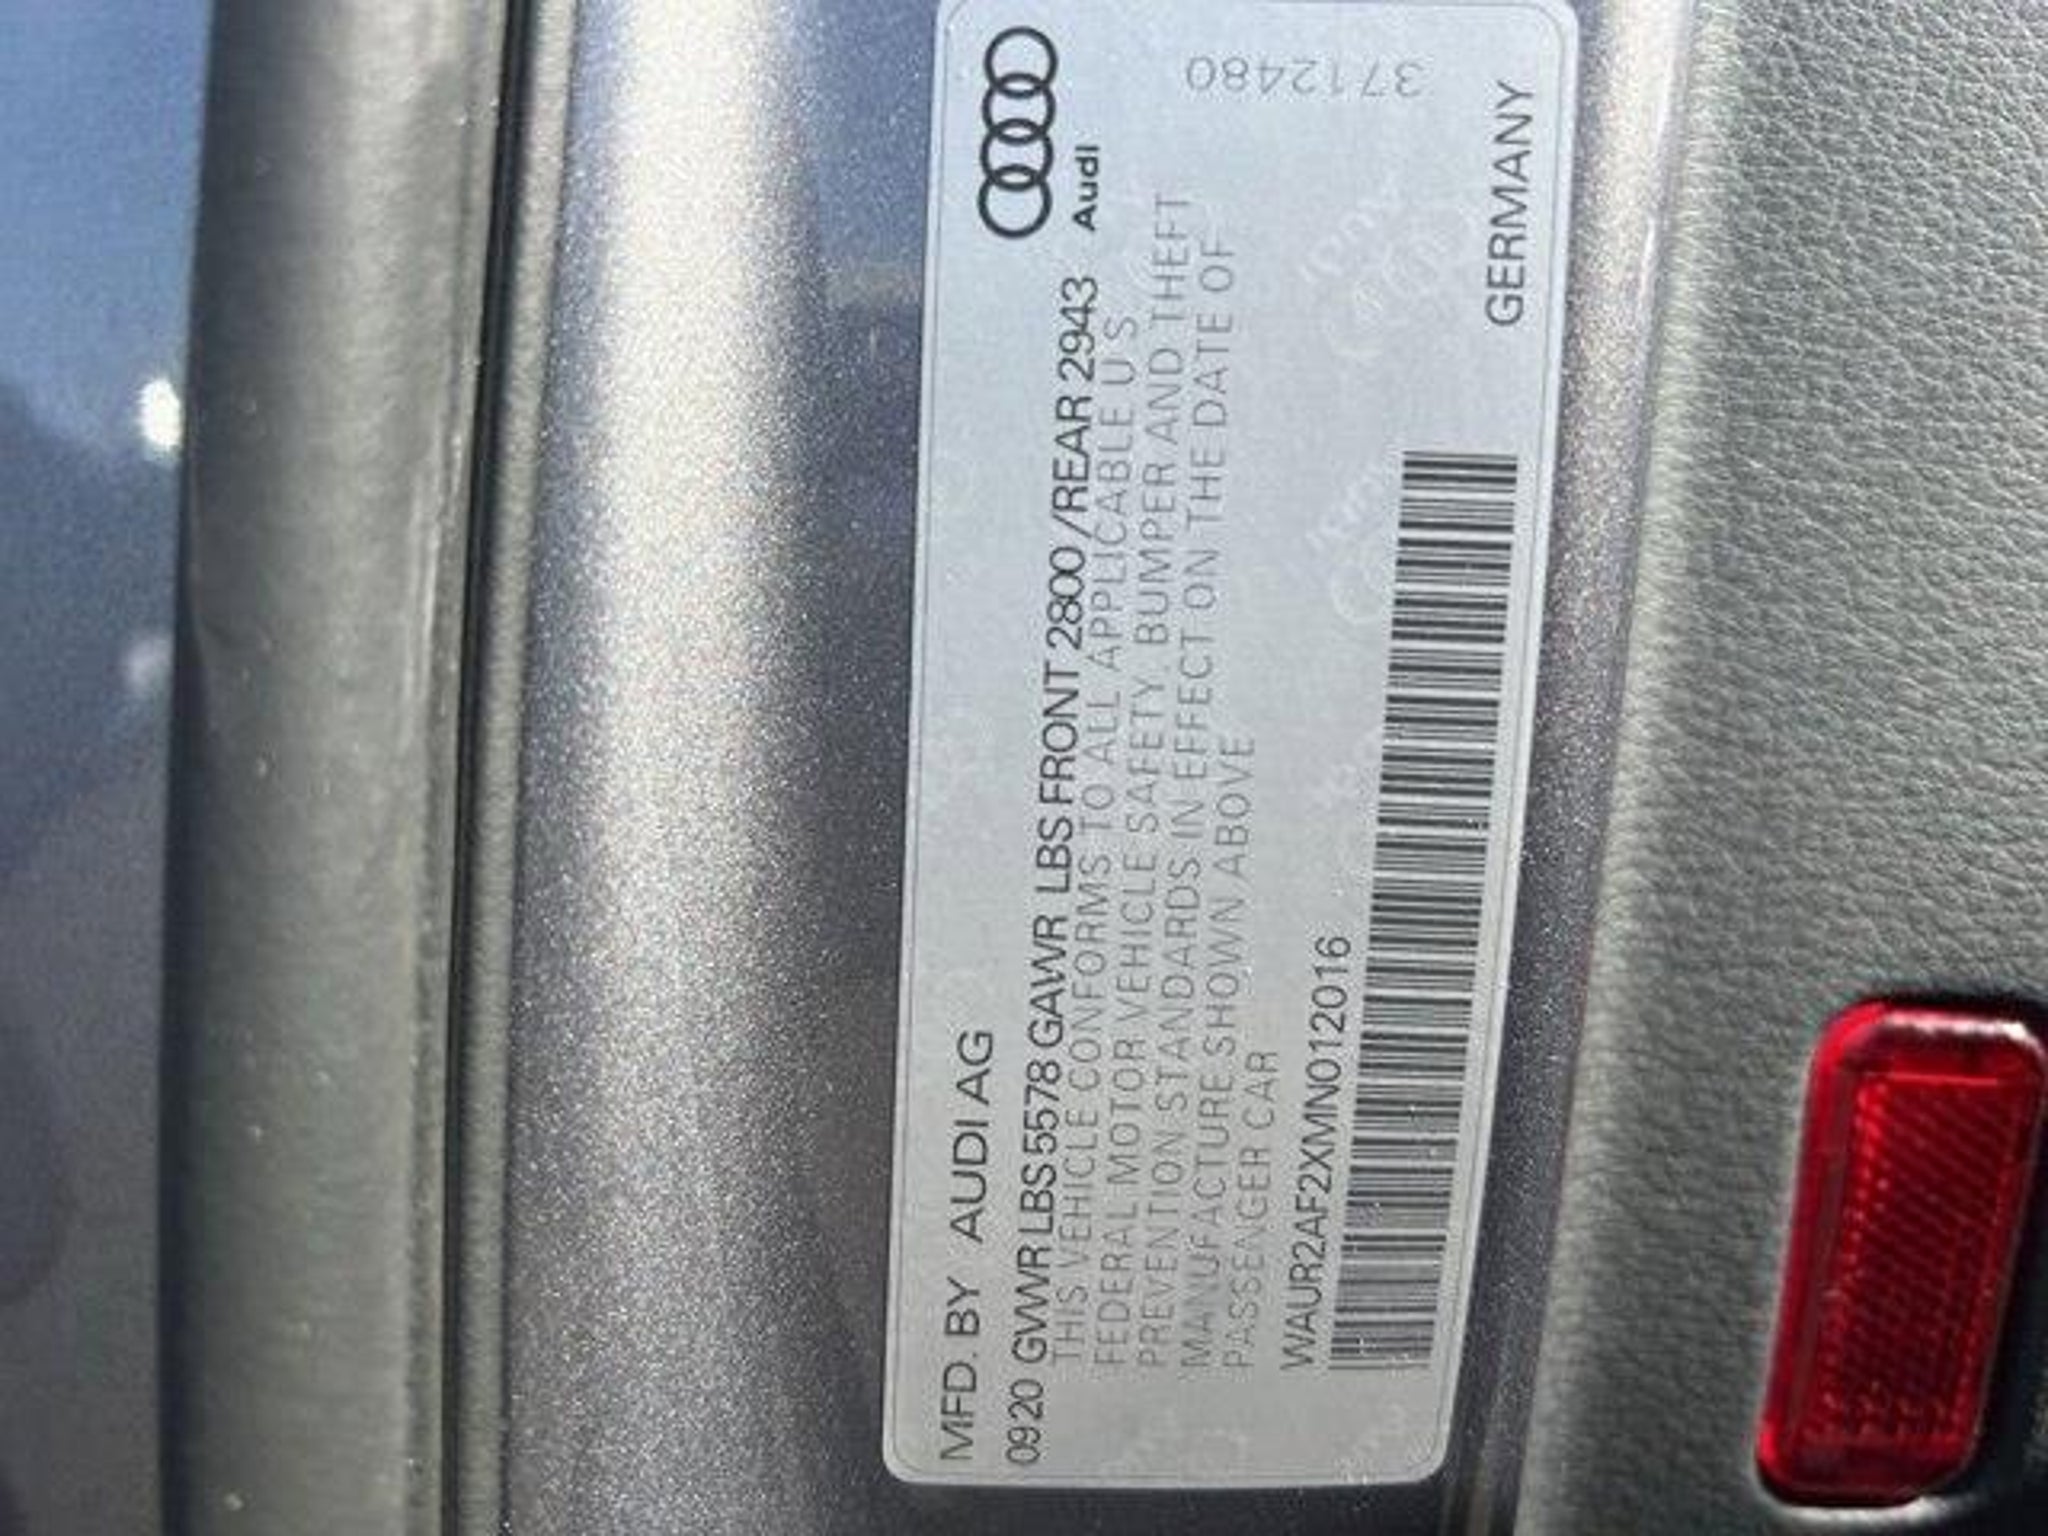 MFD. BY AUDI AG
Audi
0920 GVWR LBS 5578 GAWR LBS FRONT 2800 / REAR 2943
THIS VEHICLE CONFORMS TO ALL APPLICABLE US
FEDERAL MOTOR VEHICLE SAFETY, BUMPER AND THEFT
PREVENTION STANDARDS IN EFFECT ON THE DATE OF
MANUFACTURE SHOWN ABOVE
PASSENGER CAR
WAUR2AF2XMN012016
GERMANY
3712480